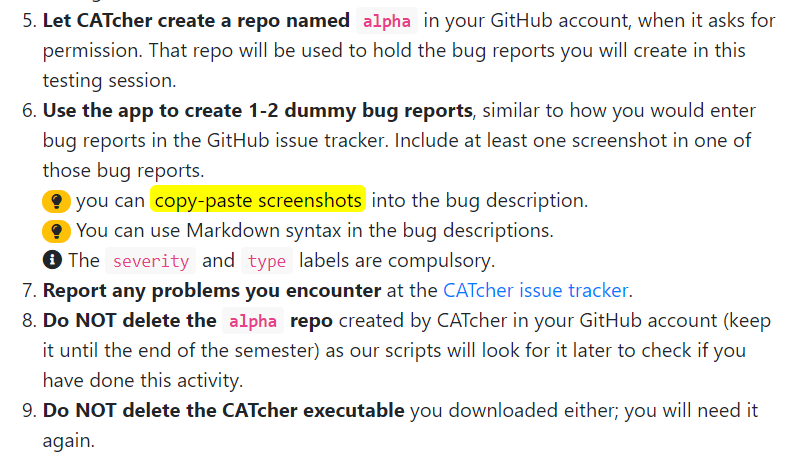 5. Let CATcher create a repo named alpha in your GitHub account, when it asks for
permission. That repo will be used to hold the bug reports you will create in this
testing session.
6. Use the app to create 1-2 dummy bug reports, similar to how you would enter
bug reports in the GitHub issue tracker. Include at least one screenshot in one of
those bug reports.
you can copy-paste screenshots into the bug description.
You can use Markdown syntax in the bug descriptions.
The severity and type labels are compulsory.
7. Report any problems you encounter at the CATcher issue tracker.
8. Do NOT delete the alpha repo created by CATcher in your GitHub account (keep
it until the end of the semester) as our scripts will look for it later to check if you
have done this activity.
9. Do NOT delete the CATcher executable you downloaded either; you will need it
again.